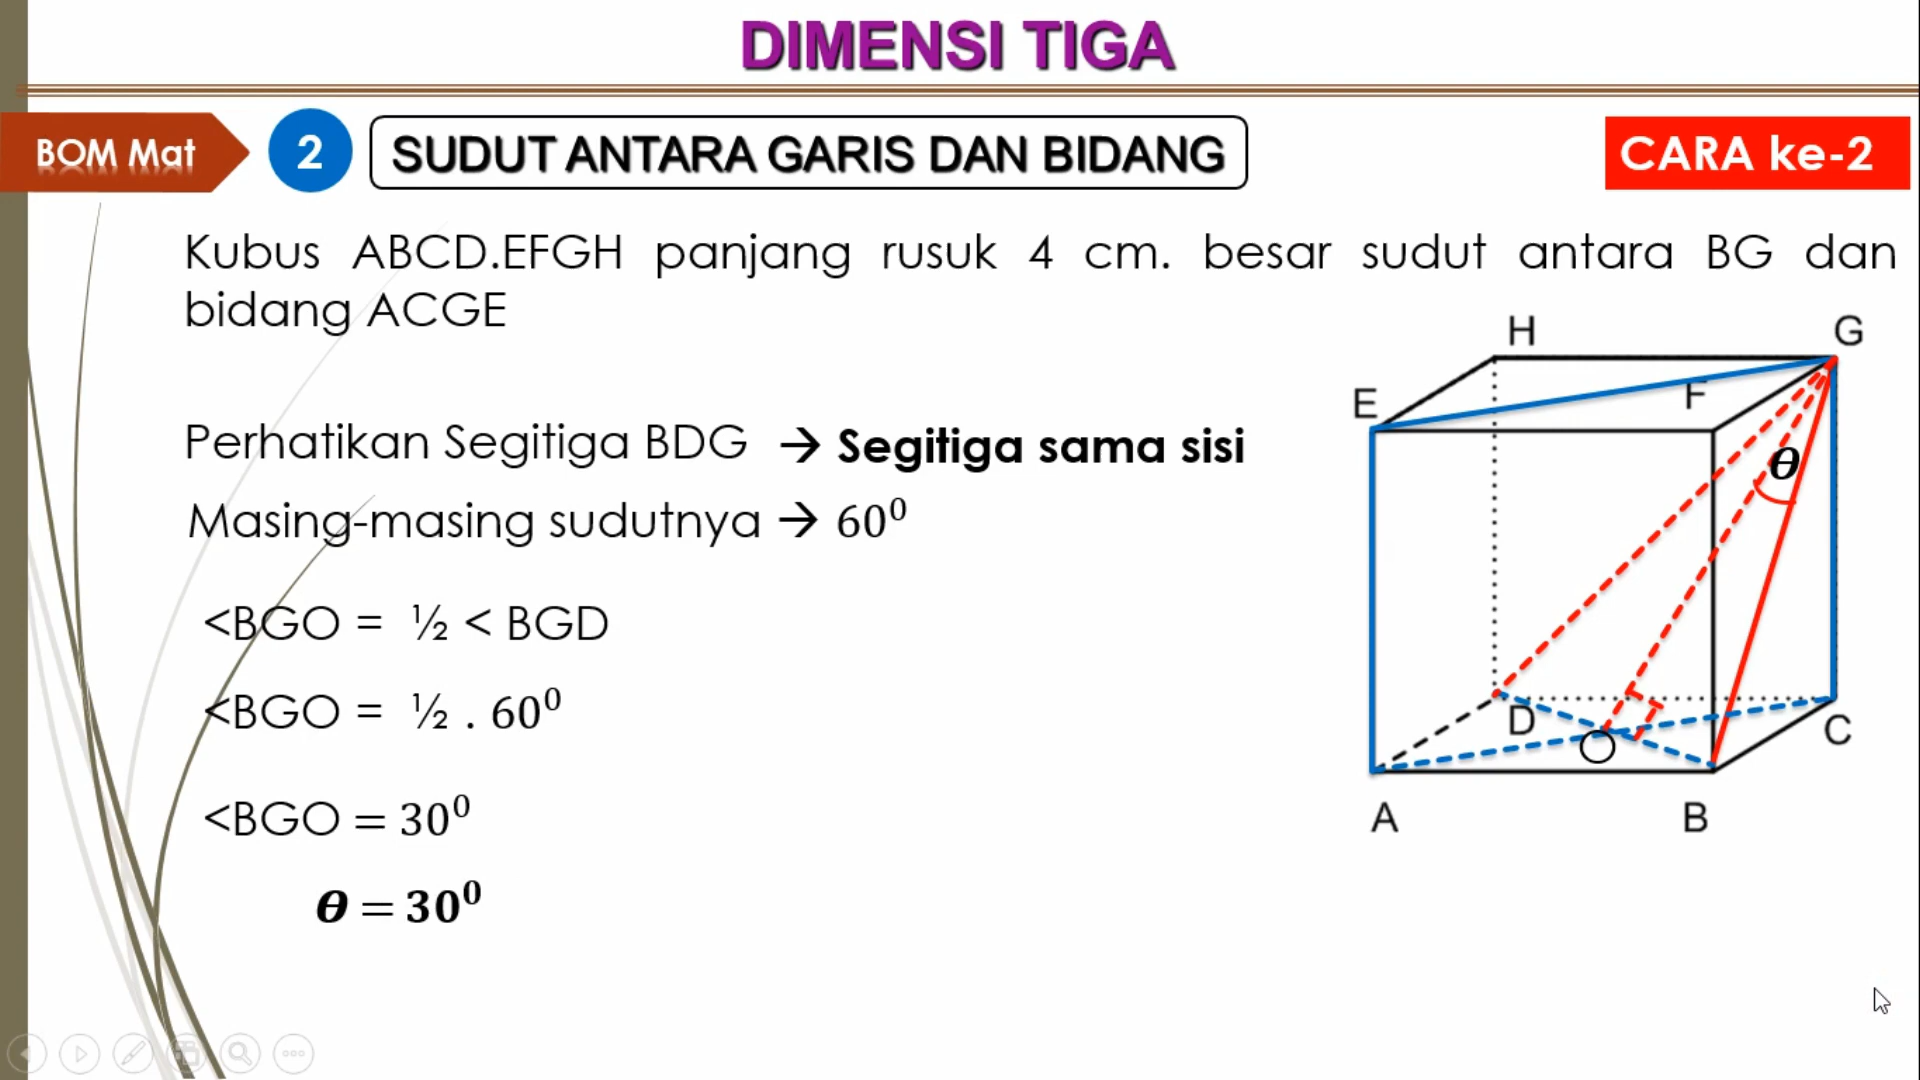 DIMENSI TIGA
BOM Mat
2
SUDUT ANTARA GARIS DAN BIDANG
CARA ke-2
Kubus ABCD.EFGH panjang rusuk 4 cm. besar sudut antara BG dan
bidang ACGE
Perhatikan Segitiga BDG → Segitiga sama sisi
Masing-masing sudutnya → 60⁰
<BGO = ½ < BGD
<BGO = ½ . 60⁰
<BGO = 30⁰
θ = 30⁰
H
G
E
F
θ
D
O
C
A
B